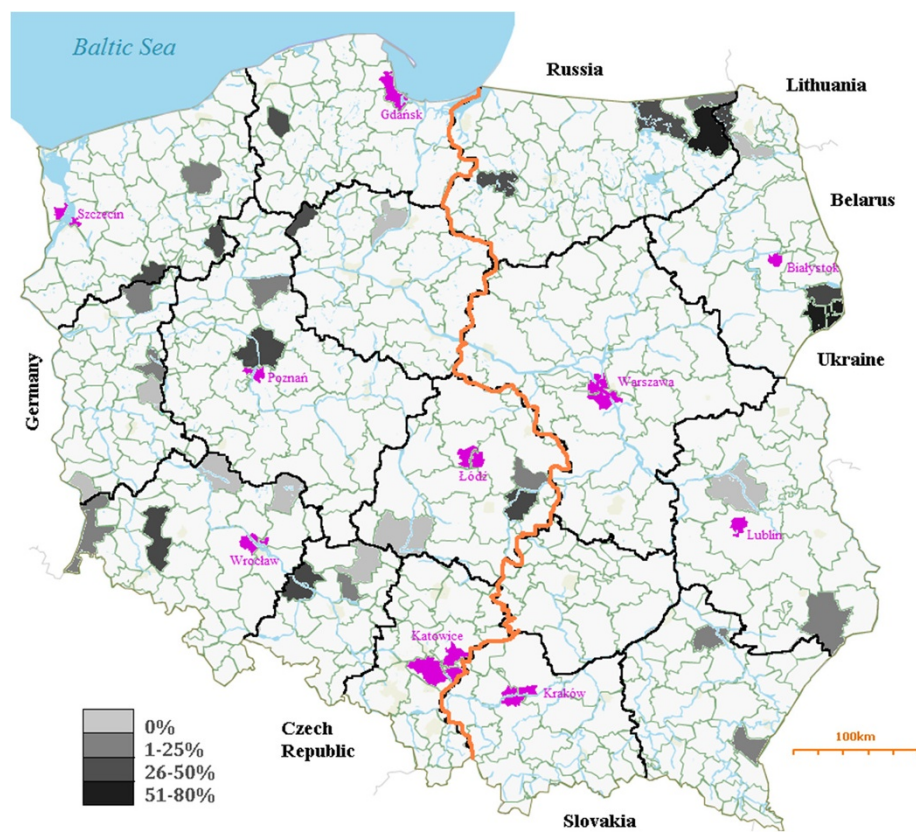 Baltic Sea
Russia
Lithuania
Gdańsk
Belarus
Szczecin
Białystok
Ukraine
Germany
Poznań
Warszawa
Łódź
Lublin
Wrocław
Katowice
Kraków
Czech
Republic
Slovakia
0%
1-25%
26-50%
51-80%
100km